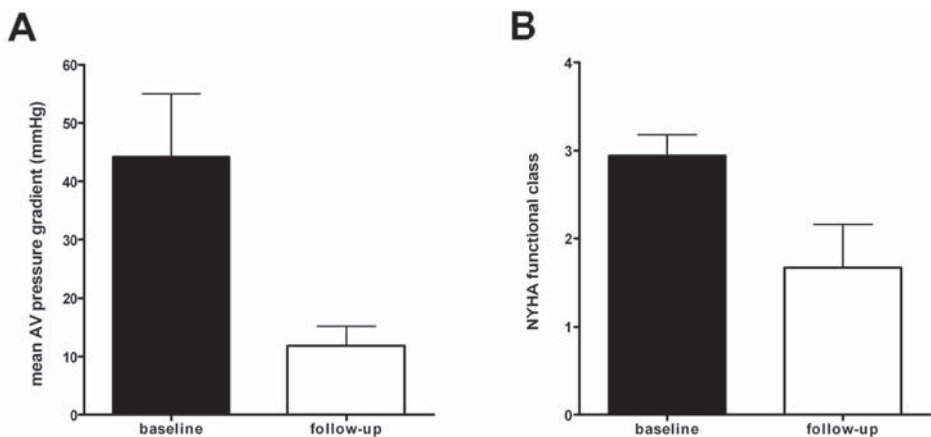 A
mean AV pressure gradient (mmHg)
60
50
40
30
20
10
0
baseline follow-up
B
NYHA functional class
4
3
2
1
0
baseline follow-up